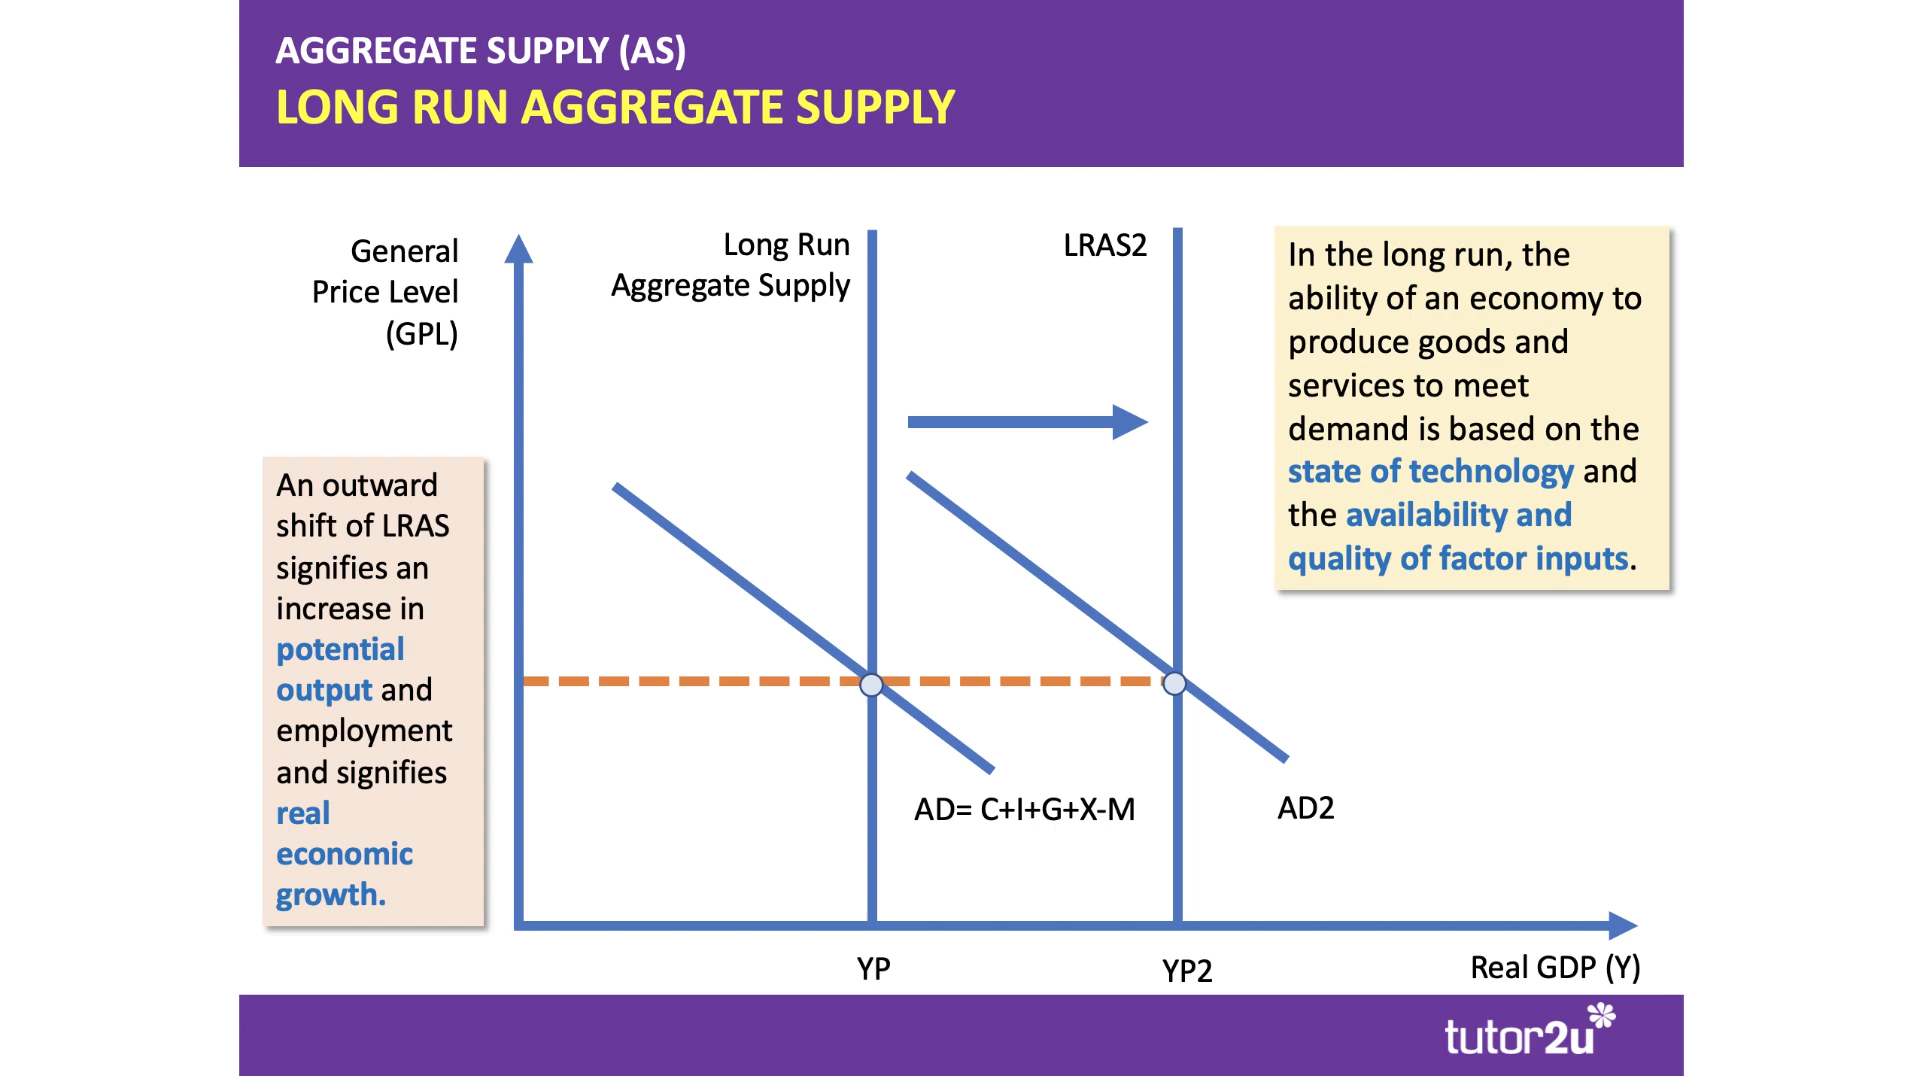 AGGREGATE SUPPLY (AS)
LONG RUN AGGREGATE SUPPLY
General
Price Level
(GPL)
Long Run
Aggregate Supply
LRAS2
In the long run, the
ability of an economy to
produce goods and
services to meet
demand is based on the
state of technology and
the availability and
quality of factor inputs.
An outward
shift of LRAS
signifies an
increase in
potential
output and
employment
and signifies
real
economic
growth.
AD= C+I+G+X-M
AD2
YP
YP2
Real GDP (Y)
tutor2u